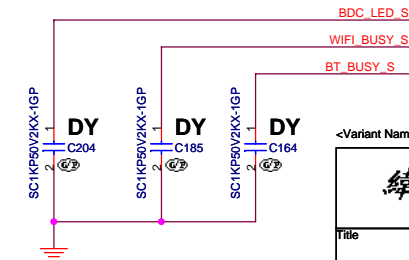 BDC_LED_S
WIFI_BUSY_S
BT_BUSY_S
SC1KP50V2KX-1GP
1
DY
C204
2
G/P
SC1KP50V2KX-1GP
1
DY
C185
2
G/P
SC1KP50V2KX-1GP
1
DY
C164
2
G/P
<Variant Nam
緯
Title